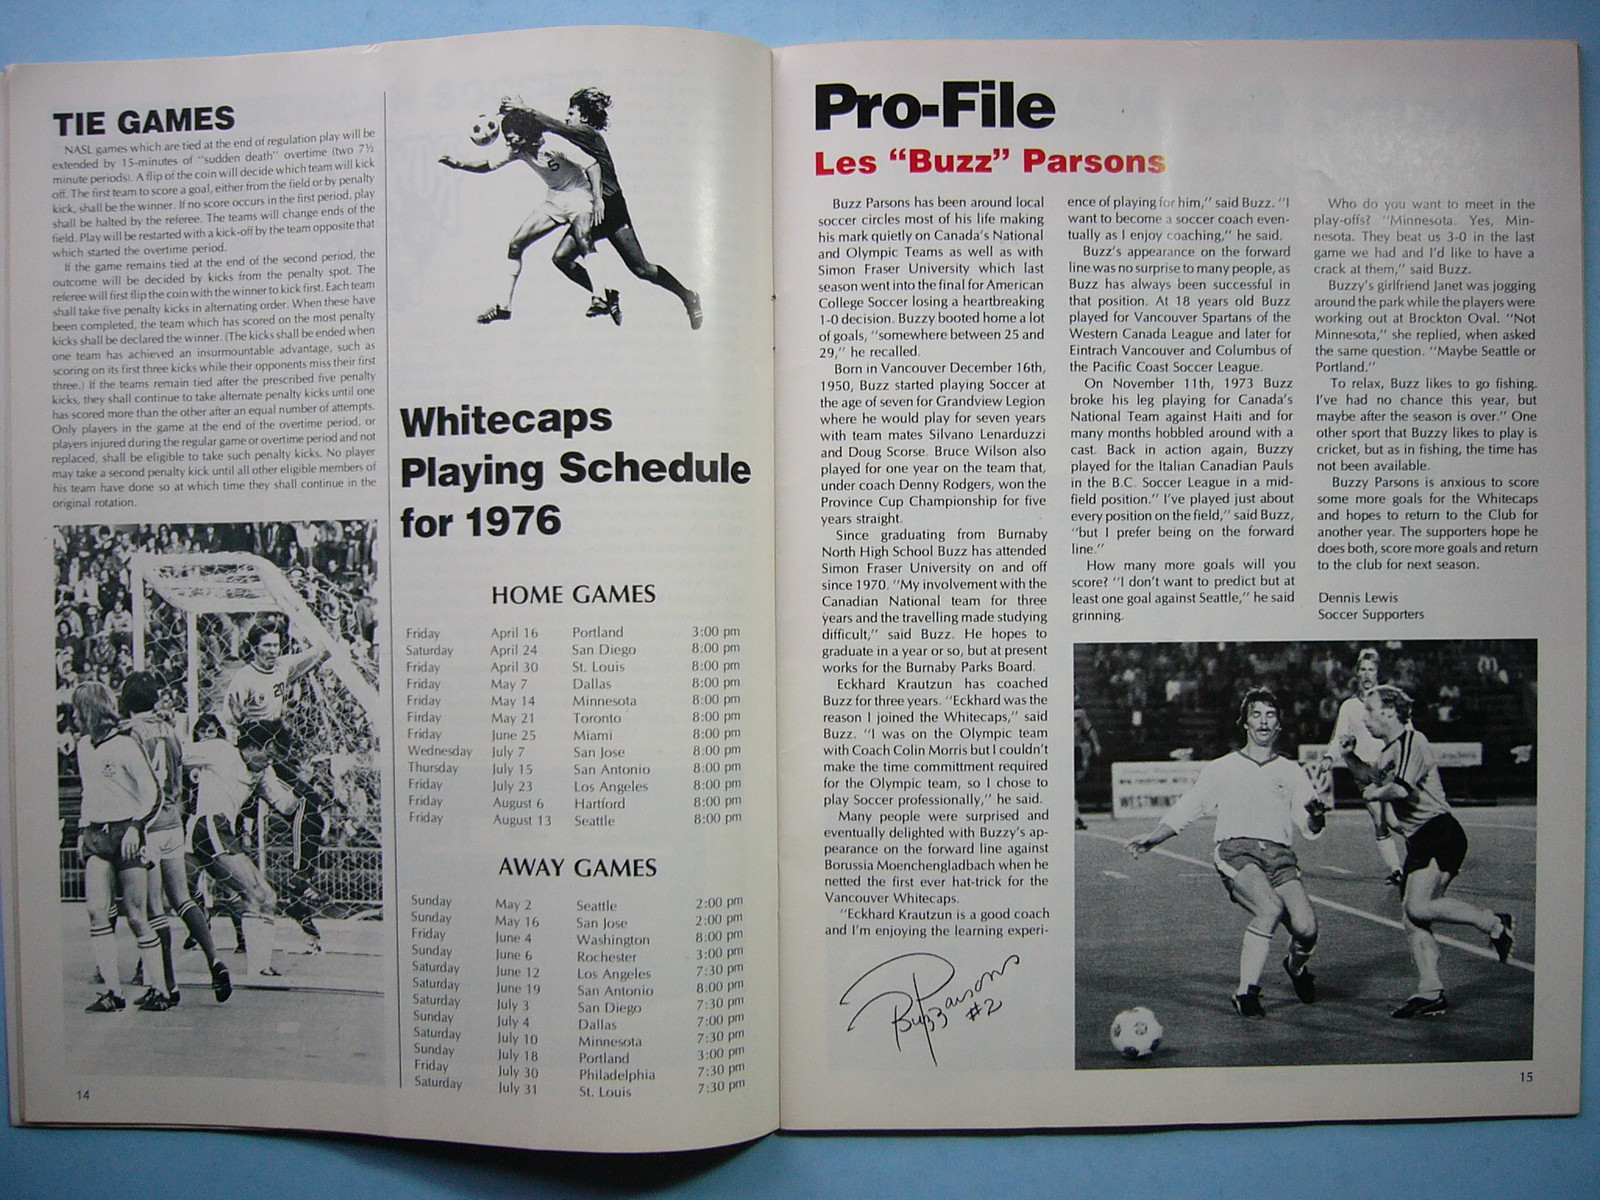 TIE GAMES
NASL games which are tied at the end of regulation play will be
extended by 15-minutes of "sudden death" overtime (two 7½
minute periods). A flip of the coin will decide which team will kick
off. The first team to score a goal, either from the field or by penalty
kick, shall be the winner. If no score occurs in the first period, play
shall be halted by the referee. The teams will change ends of the
field. Play will be restarted with a kick-off by the team opposite that
which started the overtime period.
If the game remains tied at the end of the second period, the
outcome will be decided by kicks from the penalty spot. The
referee will first flip the coin with the winner to kick first. Each team
shall take five penalty kicks in alternating order. When these have
been completed, the team which has scored on the most penalty
kicks shall be declared the winner. (The kicks shall be ended when
one team has achieved an insurmountable advantage, such as
scoring on its first three kicks while their opponents miss their first
three.) If the teams remain tied after the prescribed five penalty
kicks, they shall continue to take alternate penalty kicks until one
has scored more than the other after an equal number of attempts.
Only players in the game at the end of the overtime period, or
players injured during the regular game or overtime period and not
replaced, shall be eligible to take such penalty kicks. No player
may take a second penalty kick until all other eligible members of
his team have done so at which time they shall continue in the
original rotation.
20
14
5
Whitecaps
Playing Schedule
for 1976
HOME GAMES
Friday April 16 Portland 3:00 pm
Saturday April 24 San Diego 8:00 pm
Friday April 30 St. Louis 8:00 pm
Friday May 7 Dallas 8:00 pm
Friday May 14 Minnesota 8:00 pm
Firday May 21 Toronto 8:00 pm
Friday June 25 Miami 8:00 pm
Wednesday July 7 San Jose 8:00 pm
Thursday July 15 San Antonio 8:00 pm
Friday July 23 Los Angeles 8:00 pm
Friday August 6 Hartford 8:00 pm
Friday August 13 Seattle 8:00 pm
AWAY GAMES
Sunday May 2 Seattle 2:00 pm
Sunday May 16 San Jose 2:00 pm
Friday June 4 Washington 8:00 pm
Sunday June 6 Rochester 3:00 pm
Saturday June 12 Los Angeles 7:30 pm
Saturday June 19 San Antonio 8:00 pm
Saturday July 3 San Diego 7:30 pm
Sunday July 4 Dallas 7:00 pm
Saturday July 10 Minnesota 7:30 pm
Sunday July 18 Portland 3:00 pm
Friday July 30 Philadelphia 7:30 pm
Saturday July 31 St. Louis 7:30 pm
Pro-File
Les "Buzz" Parsons
Buzz Parsons has been around local
soccer circles most of his life making
his mark quietly on Canada's National
and Olympic Teams as well as with
Simon Fraser University which last
season went into the final for American
College Soccer losing a heartbreaking
1-0 decision. Buzzy booted home a lot
of goals, "somewhere between 25 and
29," he recalled.
Born in Vancouver December 16th,
1950, Buzz started playing Soccer at
the age of seven for Grandview Legion
where he would play for seven years
with team mates Silvano Lenarduzzi
and Doug Scorse. Bruce Wilson also
played for one year on the team that,
under coach Denny Rodgers, won the
Province Cup Championship for five
years straight.
Since graduating from Burnaby
North High School Buzz has attended
Simon Fraser University on and off
since 1970. "My involvement with the
Canadian National team for three
years and the travelling made studying
difficult," said Buzz. He hopes to
graduate in a year or so, but at present
works for the Burnaby Parks Board.
Eckhard Krautzun has coached
Buzz for three years. "Eckhard was the
reason I joined the Whitecaps," said
Buzz. "I was on the Olympic team
with Coach Colin Morris but I couldn't
make the time committment required
for the Olympic team, so I chose to
play Soccer professionally," he said.
Many people were surprised and
eventually delighted with Buzzy's ap-
pearance on the forward line against
Borussia Moenchengladbach when he
netted the first ever hat-trick for the
Vancouver Whitecaps.
"Eckhard Krautzun is a good coach
and I'm enjoying the learning experi-
Buzz Parsons
#2
ence of playing for him," said Buzz. "I
want to become a soccer coach even-
tually as I enjoy coaching," he said.
Buzz's appearance on the forward
line was no surprise to many people, as
Buzz has always been successful in
that position. At 18 years old Buzz
played for Vancouver Spartans of the
Western Canada League and later for
Eintrach Vancouver and Columbus of
the Pacific Coast Soccer League.
On November 11th, 1973 Buzz
broke his leg playing for Canada's
National Team against Haiti and for
many months hobbled around with a
cast. Back in action again, Buzzy
played for the Italian Canadian Pauls
in the B.C. Soccer League in a mid-
field position." I've played just about
every position on the field," said Buzz,
"but I prefer being on the forward
line."
How many more goals will you
score? "I don't want to predict but at
least one goal against Seattle," he said
grinning.
Who do you want to meet in the
play-offs? "Minnesota. Yes, Min-
nesota. They beat us 3-0 in the last
game we had and I'd like to have a
crack at them," said Buzz.
Buzzy's girlfriend Janet was jogging
around the park while the players were
working out at Brockton Oval. "Not
Minnesota," she replied, when asked
the same question. "Maybe Seattle or
Portland."
To relax, Buzz likes to go fishing.
I've had no chance this year, but
maybe after the season is over." One
other sport that Buzzy likes to play is
cricket, but as in fishing, the time has
not been available.
Buzzy Parsons is anxious to score
some more goals for the Whitecaps
and hopes to return to the Club for
another year. The supporters hope he
does both, score more goals and return
to the club for next season.
Dennis Lewis
Soccer Supporters
WESTMIN
15